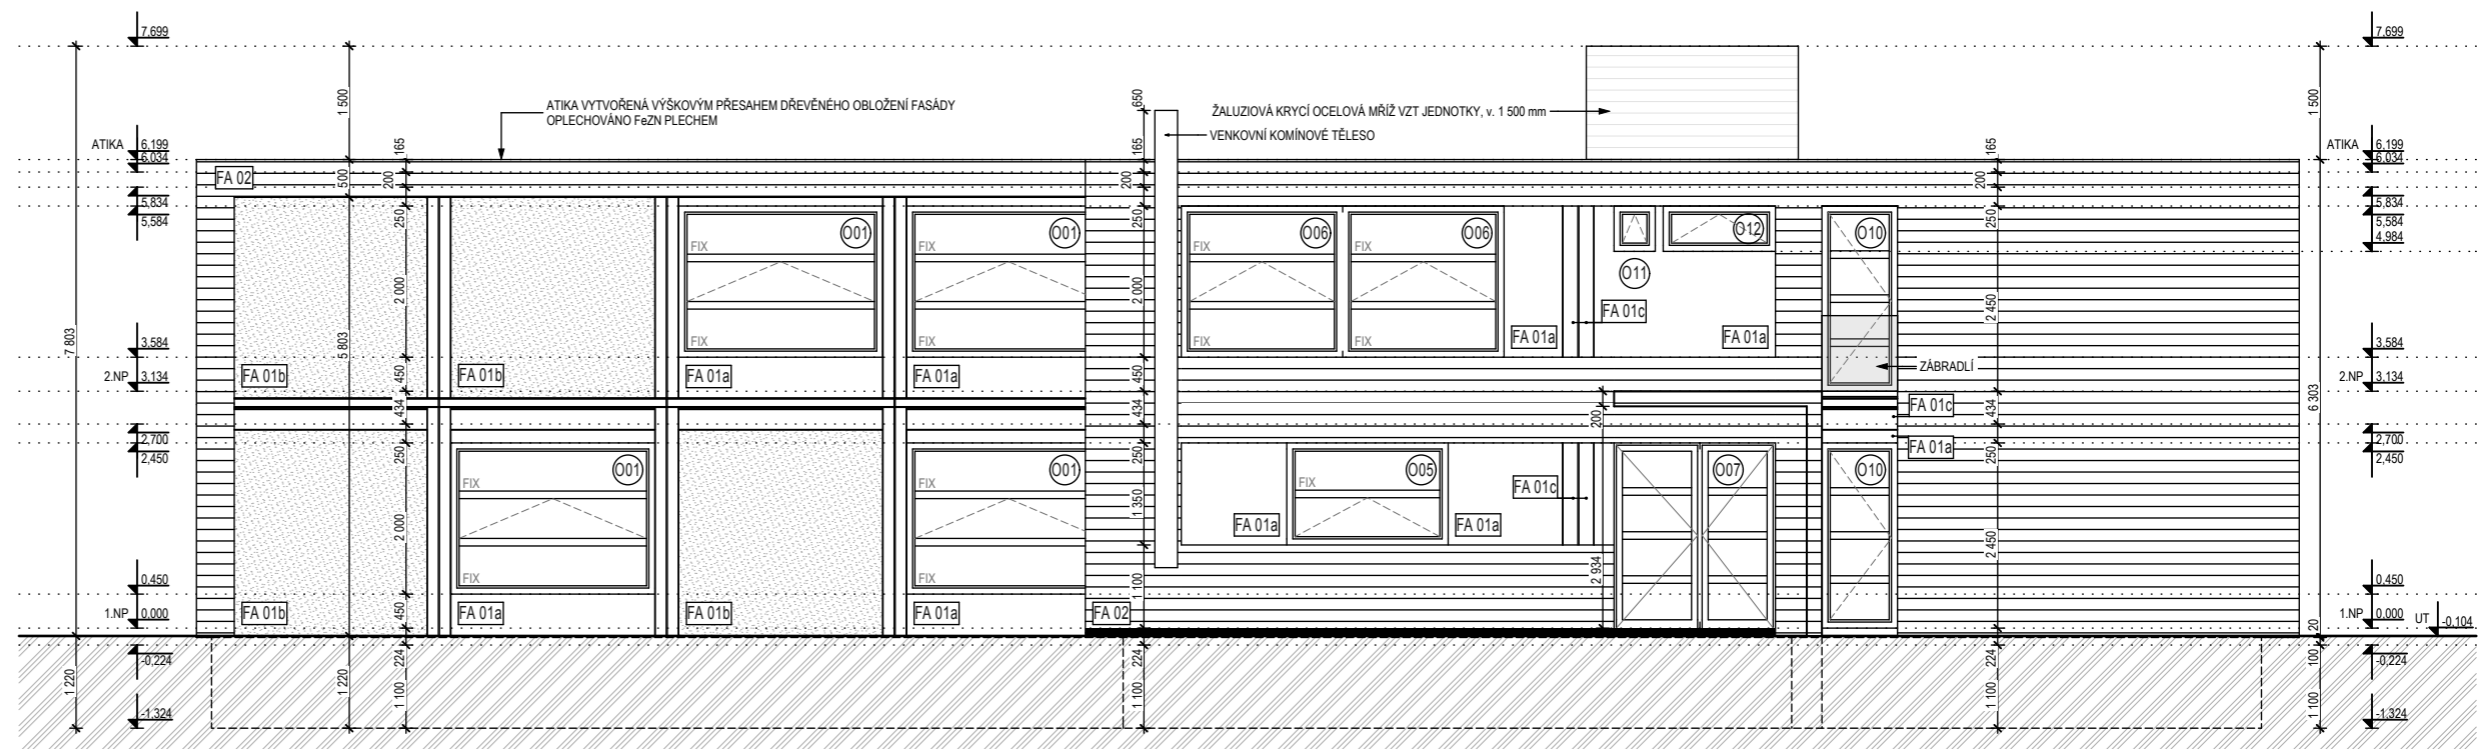 7,699
7,699
1 500
1 500
650
ATIKA VYTVOŘENÁ VÝŠKOVÝM PŘESAHEM DŘEVĚNÉHO OBLOŽENÍ FASÁDY
OPLECHOVÁNO FeZN PLECHEM
ŽALUZIOVÁ KRYCÍ OCELOVÁ MŘÍŽ VZT JEDNOTKY, v. 1 500 mm
VENKOVNÍ KOMÍNOVÉ TĚLESO
ATIKA 6,199
6,034
165
165
165
ATIKA 6,199
6,034
FA 02
500
200
200
200
5,834
5,584
250
250
250
5,834
5,584
4,984
O01
O01
O06
O06
O12
O10
FIX
FIX
FIX
FIX
O11
2 000
2 000
2 450
FA 01c
7 803
5 803
6 303
FIX
FIX
FIX
FIX
FA 01a
FA 01a
3,584
3,584
ZÁBRADLÍ
2.NP 3,134
FA 01b
FA 01b
FA 01a
FA 01a
450
450
450
2.NP 3,134
434
434
200
434
FA 01c
2,700
2,450
250
250
250
FA 01a
2,700
2,450
O01
O01
O05
O07
O10
FIX
FIX
FIX
FA 01c
2 000
1 350
2 450
FA 01a
FA 01a
2 934
FIX
FIX
0,450
0,450
1.NP 0,000
FA 01b
FA 01a
FA 01b
FA 01a
FA 02
450
1 100
450
1.NP 0,000
20
UT -0,104
-0,224
224
224
224
100
-0,224
1 220
1 220
1 100
1 100
1 100
1 100
-1,324
-1,324